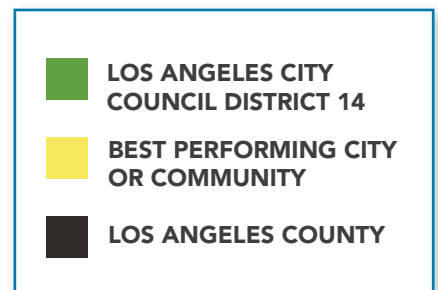 LOS ANGELES CITY
COUNCIL DISTRICT 14
BEST PERFORMING CITY
OR COMMUNITY
LOS ANGELES COUNTY